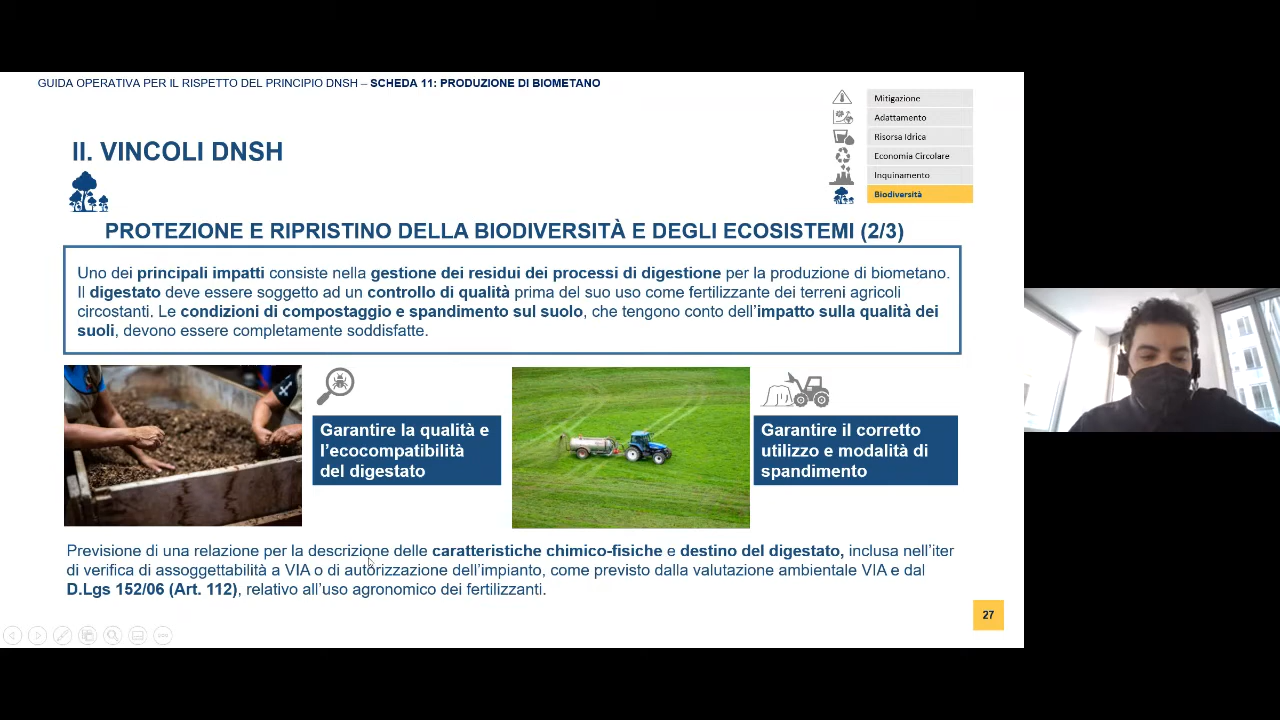 GUIDA OPERATIVA PER IL RISPETTO DEL PRINCIPIO DNSH – SCHEDA 11: PRODUZIONE DI BIOMETANO
Mitigazione
Adattamento
Risorsa Idrica
Economia Circolare
Inquinamento
Biodiversità
II. VINCOLI DNSH
PROTEZIONE E RIPRISTINO DELLA BIODIVERSITÀ E DEGLI ECOSISTEMI (2/3)
Uno dei principali impatti consiste nella gestione dei residui dei processi di digestione per la produzione di biometano.
Il digestato deve essere soggetto ad un controllo di qualità prima del suo uso come fertilizzante dei terreni agricoli
circostanti. Le condizioni di compostaggio e spandimento sul suolo, che tengono conto dell'impatto sulla qualità dei
suoli, devono essere completamente soddisfatte.
Garantire la qualità e
l'ecocompatibilità
del digestato
Garantire il corretto
utilizzo e modalità di
spandimento
Previsione di una relazione per la descrizione delle caratteristiche chimico-fisiche e destino del digestato, inclusa nell'iter
di verifica di assoggettabilità a VIA o di autorizzazione dell'impianto, come previsto dalla valutazione ambientale VIA e dal
D.Lgs 152/06 (Art. 112), relativo all'uso agronomico dei fertilizzanti.
27